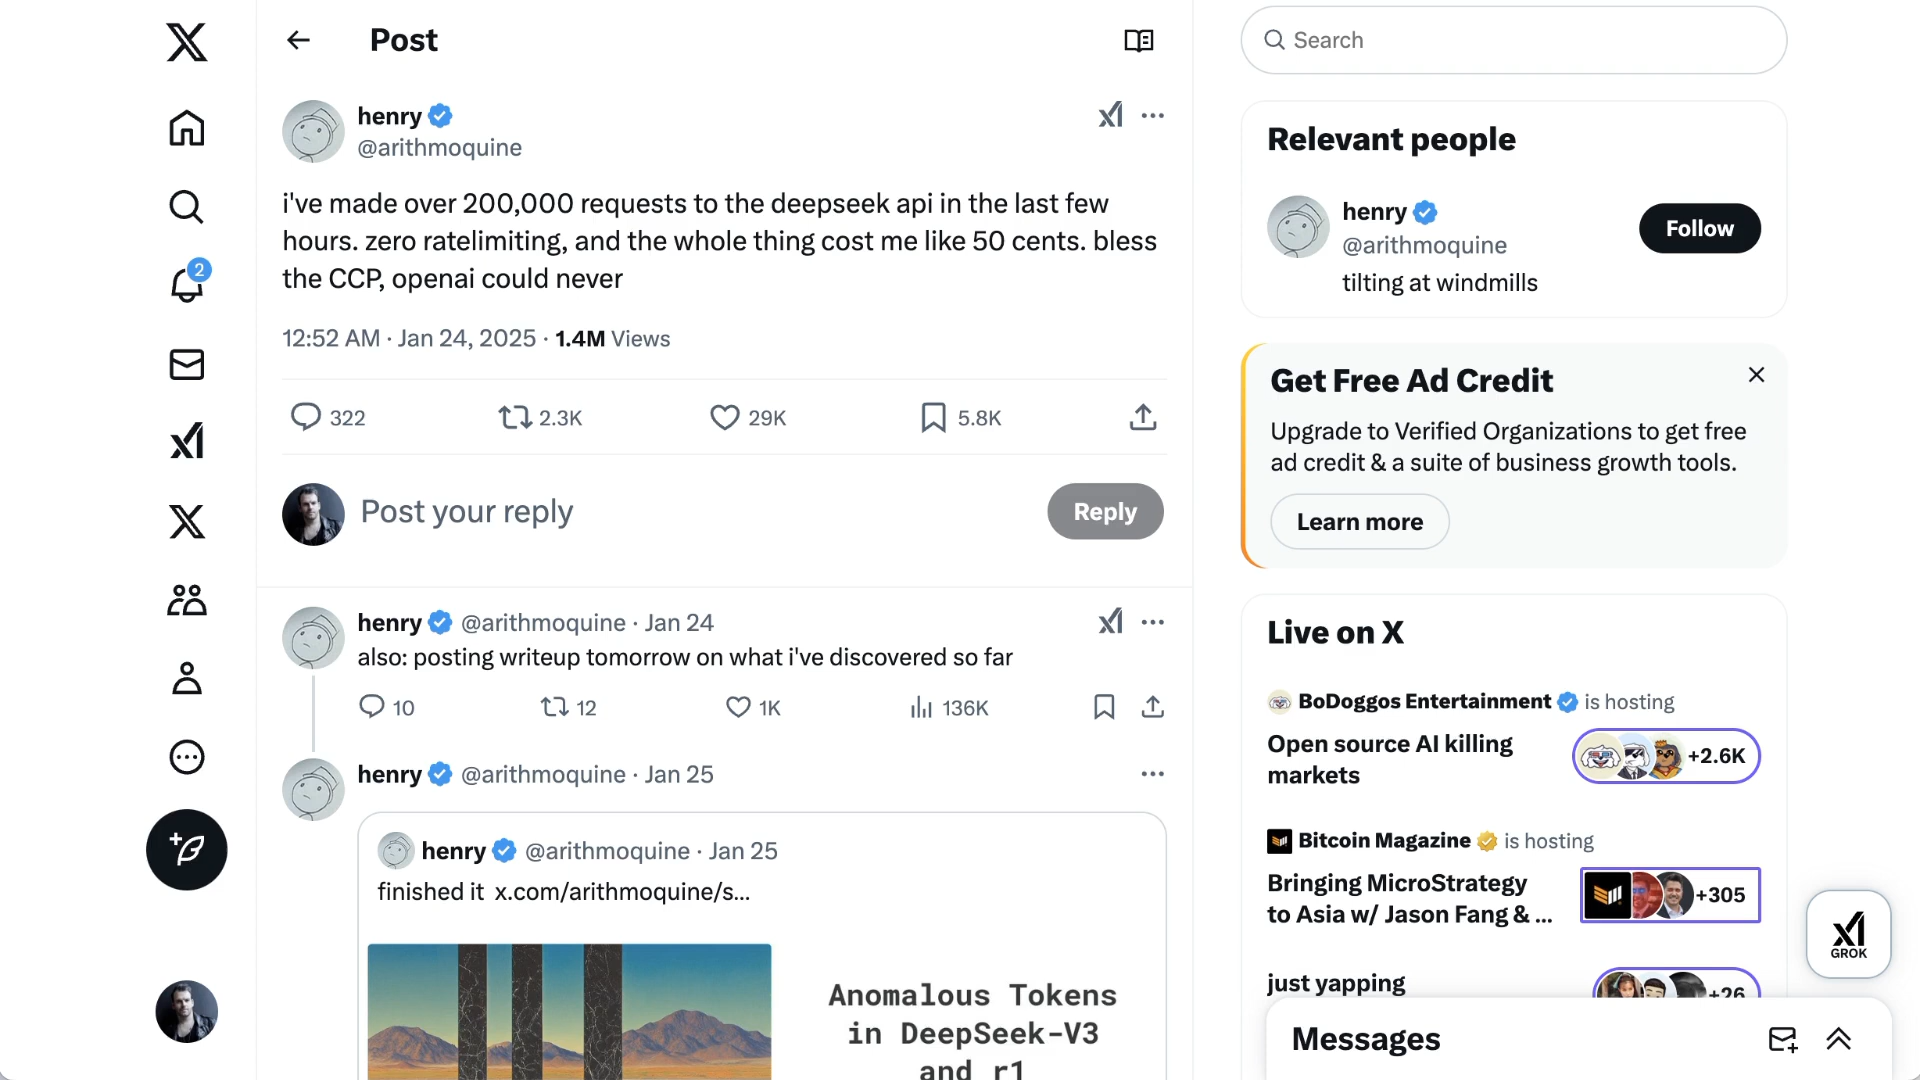 Post
henry
@arithmoquine
i've made over 200,000 requests to the deepseek api in the last few
hours. zero ratelimiting, and the whole thing cost me like 50 cents. bless
the CCP, openai could never
12:52 AM · Jan 24, 2025 · 1.4M Views
322 2.3K 29K 5.8K
Post your reply
Reply
henry @arithmoquine · Jan 24
also: posting writeup tomorrow on what i've discovered so far
10 12 1K 136K
henry @arithmoquine · Jan 25
henry @arithmoquine · Jan 25
finished it x.com/arithmoquine/s...
Anomalous Tokens
in DeepSeek-V3
and r1
2
Search
Relevant people
henry
@arithmoquine
Follow
tilting at windmills
Get Free Ad Credit
Upgrade to Verified Organizations to get free
ad credit & a suite of business growth tools.
Learn more
Live on X
BoDoggos Entertainment is hosting
Open source AI killing
markets
+2.6K
Bitcoin Magazine is hosting
Bringing MicroStrategy
to Asia w/ Jason Fang & ...
+305
just yapping
+26
GROK
Messages